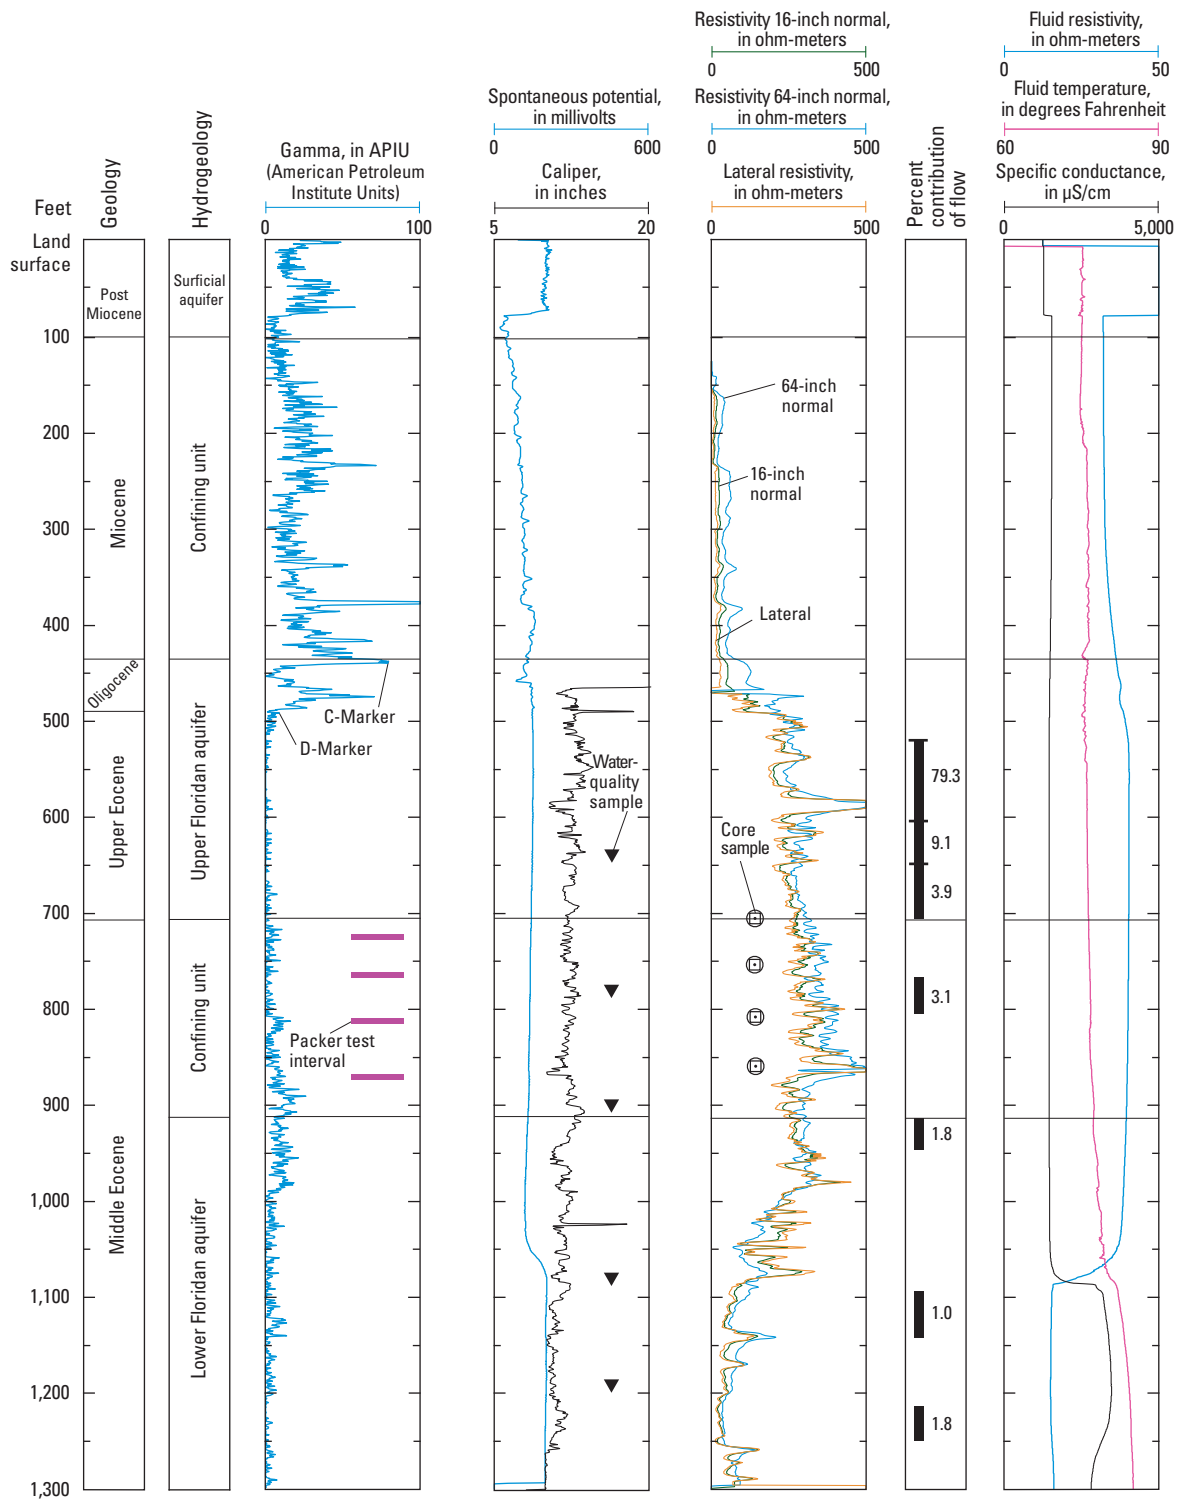 Resistivity 16-inch normal,
in ohm-meters
0 500
Fluid resistivity,
in ohm-meters
0 50
Spontaneous potential,
in millivolts
0 600
Resistivity 64-inch normal,
in ohm-meters
0 500
Fluid temperature,
in degrees Fahrenheit
60 90
Feet
Geology
Hydrogeology
Gamma, in APIU
(American Petroleum
Institute Units)
0 100
Caliper,
in inches
5 20
Lateral resistivity,
in ohm-meters
0 500
Percent
contribution
of flow
Specific conductance,
in µS/cm
0 5,000
Land
surface
100
200
300
400
500
600
700
800
900
1,000
1,100
1,200
1,300
Post
Miocene
Miocene
Oligocene
Upper Eocene
Middle Eocene
Surficial
aquifer
Confining unit
Upper Floridan aquifer
Confining unit
Lower Floridan aquifer
C-Marker
D-Marker
Packer test
interval
Water-
quality
sample
64-inch
normal
16-inch
normal
Lateral
Core
sample
79.3
9.1
3.9
3.1
1.8
1.0
1.8